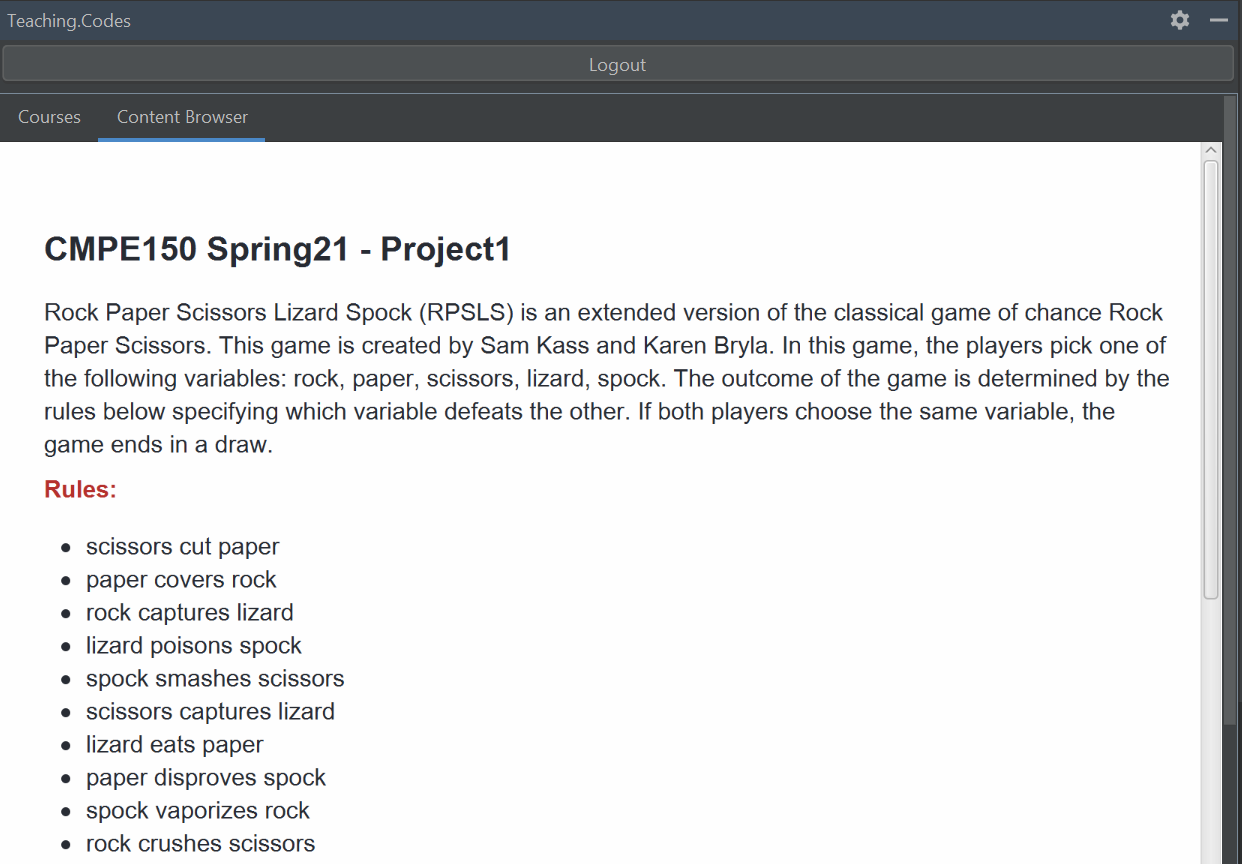 Teaching.Codes
Logout
Courses
Content Browser
CMPE150 Spring21 - Project1
Rock Paper Scissors Lizard Spock (RPSLS) is an extended version of the classical game of chance Rock
Paper Scissors. This game is created by Sam Kass and Karen Bryla. In this game, the players pick one of
the following variables: rock, paper, scissors, lizard, spock. The outcome of the game is determined by the
rules below specifying which variable defeats the other. If both players choose the same variable, the
game ends in a draw.
Rules:
• scissors cut paper
• paper covers rock
• rock captures lizard
• lizard poisons spock
• spock smashes scissors
• scissors captures lizard
• lizard eats paper
• paper disproves spock
• spock vaporizes rock
• rock crushes scissors